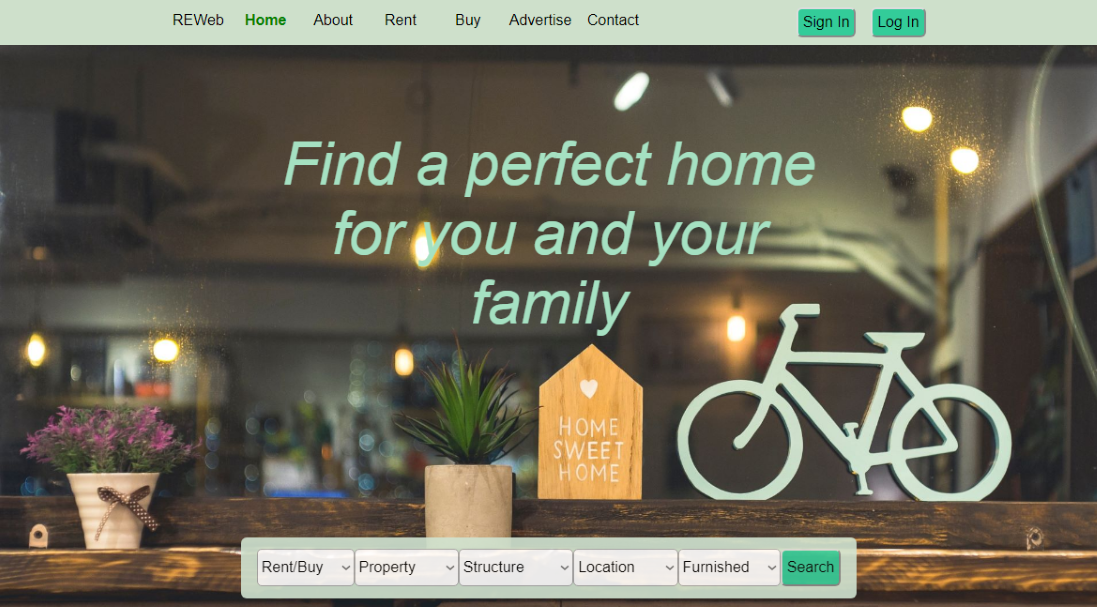 REWeb Home About Rent Buy Advertise Contact Sign In Log In
Find a perfect home
for you and your
family
HOME
SWEET
HOME
Rent/Buy Property Structure Location Furnished Search